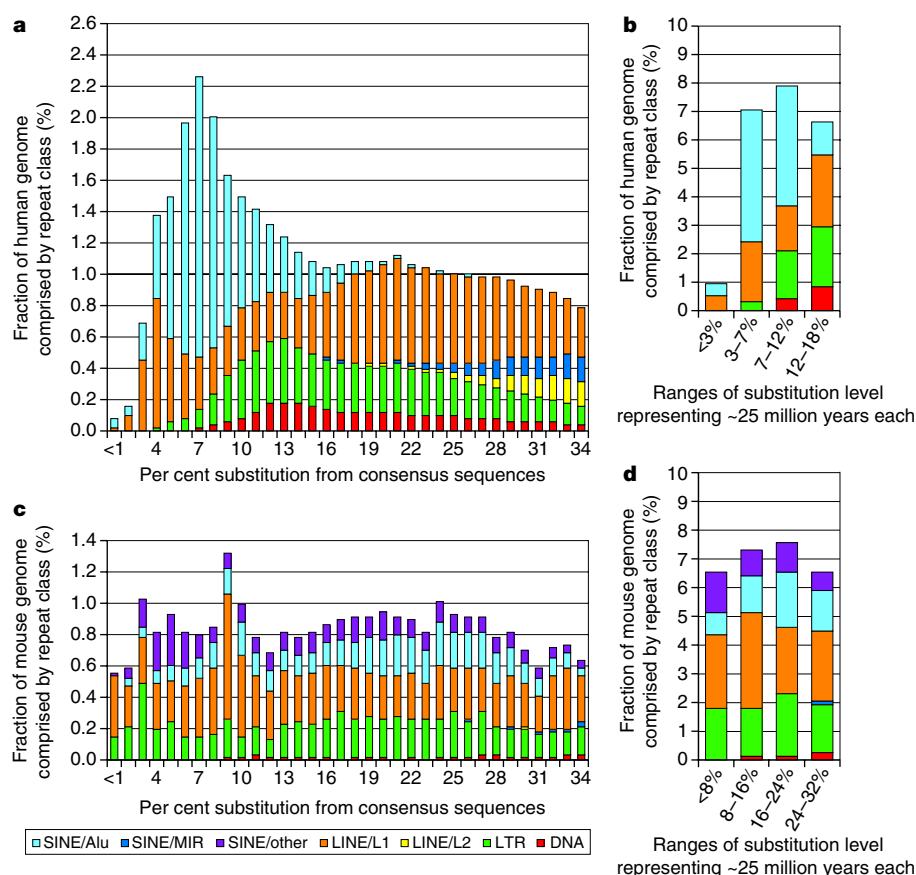 a
Fraction of human genome
comprised by repeat class (%)
2.6
2.4
2.2
2.0
1.8
1.6
1.4
1.2
1.0
0.8
0.6
0.4
0.2
0.0
<1 4 7 10 13 16 19 22 25 28 31 34
Per cent substitution from consensus sequences
b
Fraction of human genome
comprised by repeat class (%)
10
9
8
7
6
5
4
3
2
1
0
<3% 3–7% 7–12% 12–18%
Ranges of substitution level
representing ~25 million years each
c
Fraction of mouse genome
comprised by repeat class (%)
1.4
1.2
1.0
0.8
0.6
0.4
0.2
0.0
<1 4 7 10 13 16 19 22 25 28 31 34
Per cent substitution from consensus sequences
d
Fraction of mouse genome
comprised by repeat class (%)
10
9
8
7
6
5
4
3
2
1
0
<8% 8–16% 16–24% 24–32%
Ranges of substitution level
representing ~25 million years each
SINE/Alu SINE/MIR SINE/other LINE/L1 LINE/L2 LTR DNA